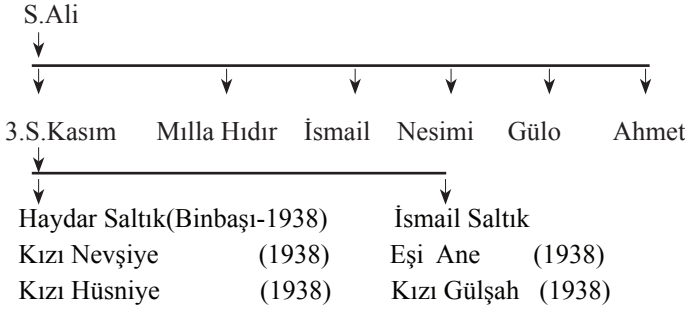 S.Ali
3.S.Kasım Mılla Hıdır İsmail Nesimi Gülo Ahmet
Haydar Saltık(Binbaşı-1938) İsmail Saltık
Kızı Nevşiye (1938) Eşi Ane (1938)
Kızı Hüsniye (1938) Kızı Gülşah (1938)